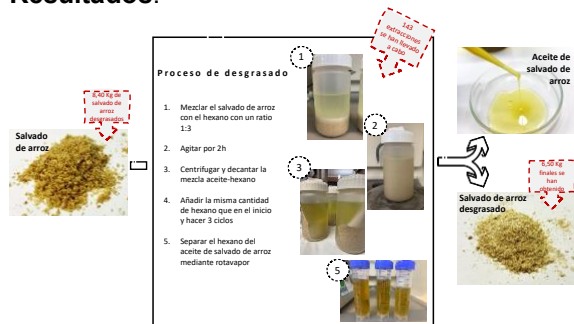 Resultados:
143
extracciones
se han llevado
a cabo
Proceso de desgrasado
1. Mezclar el salvado de arroz
con el hexano con un ratio
1:3
2. Agitar por 2h
3. Centrifugar y decantar la
mezcla aceite-hexano
4. Añadir la misma cantidad
de hexano que en el inicio
y hacer 3 ciclos
5. Separar el hexano del
aceite de salvado de arroz
mediante rotavapor
8,40 Kg de
salvado de
arroz
desgrasados
Salvado
de arroz
1
2
3
5
Aceite de
salvado de
arroz
6,50 Kg
finales se
han
obtenido
Salvado de arroz
desgrasado